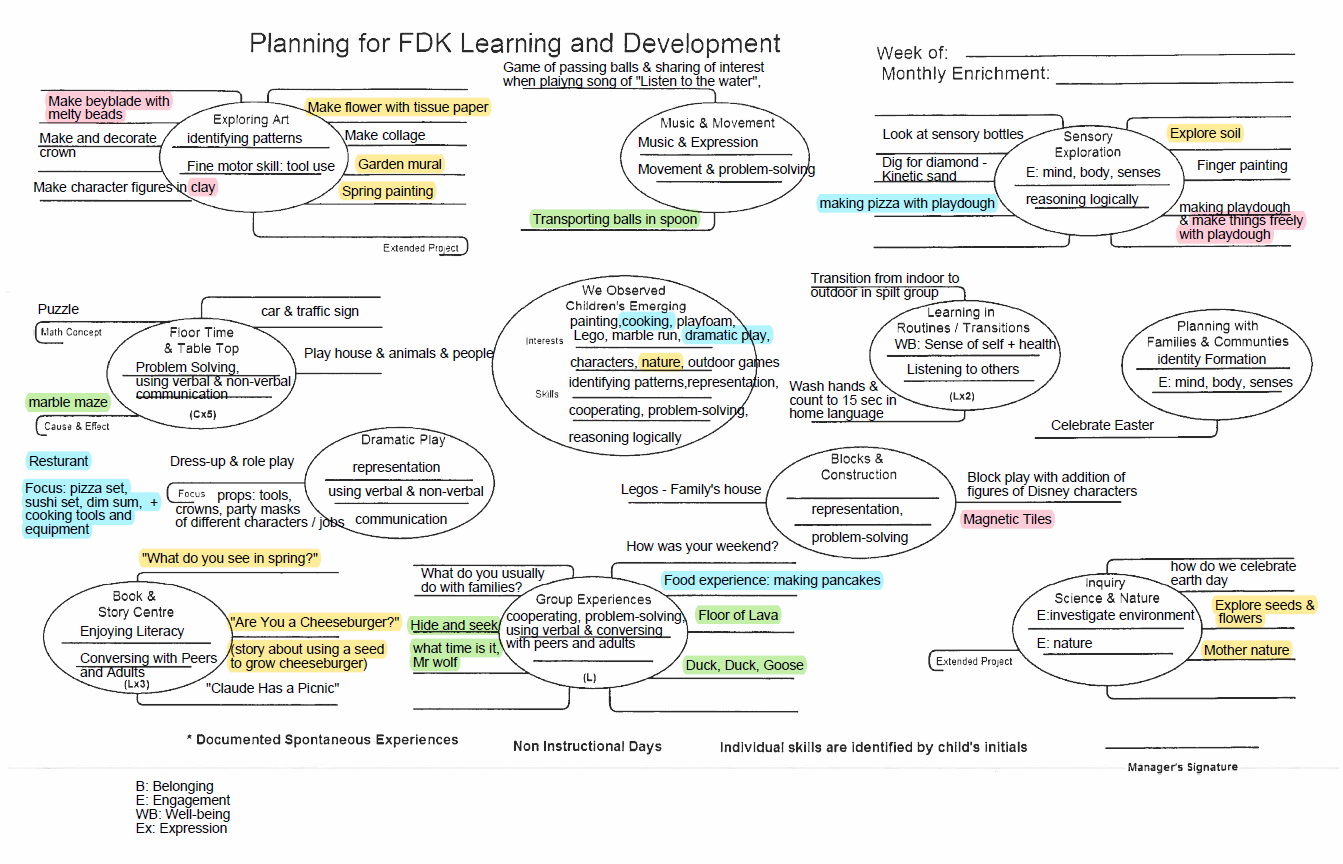 Planning for FDK Learning and Development
Week of:
Monthly Enrichment:
Game of passing balls & sharing of interest
when plaiyng song of "Listen to the water",
Make beyblade with
melty beads
Make and decorate
crown
Make character figures in clay
Exploring Art
identifying patterns
Fine motor skill: tool use
Make flower with tissue paper
Make collage
Garden mural
Spring painting
Extended Project
Music & Movement
Music & Expression
Movement & problem-solving
Transporting balls in spoon
Look at sensory bottles
Dig for diamond -
Kinetic sand
making pizza with playdough
Sensory
Exploration
E: mind, body, senses
reasoning logically
Explore soil
Finger painting
making playdough
& make things freely
with playdough
Puzzle
Math Concept
marble maze
Cause & Effect
Floor Time
& Table Top
Problem Solving,
using verbal & non-verbal
communication
(Cx5)
car & traffic sign
Play house & animals & people
We Observed
Children's Emerging
Interests
painting,cooking, playfoam,
Lego, marble run, dramatic play,
characters, nature, outdoor games
Skills
identifying patterns,representation,
cooperating, problem-solving,
reasoning logically
Transition from indoor to
outdoor in spilt group
Learning in
Routines / Transitions
WB: Sense of self + health
Listening to others
(Lx2)
Wash hands &
count to 15 sec in
home language
Planning with
Families & Communties
identity Formation
E: mind, body, senses
Celebrate Easter
Resturant
Focus: pizza set,
sushi set, dim sum, +
cooking tools and
equipment
Dress-up & role play
Focus
props: tools,
crowns, party masks
of different characters / jobs
Dramatic Play
representation
using verbal & non-verbal
communication
Legos - Family's house
Blocks &
Construction
representation,
problem-solving
Block play with addition of
figures of Disney characters
Magnetic Tiles
"What do you see in spring?"
Book &
Story Centre
Enjoying Literacy
Conversing with Peers
and Adults
(Lx3)
"Are You a Cheeseburger?"
(story about using a seed
to grow cheeseburger)
"Claude Has a Picnic"
How was your weekend?
What do you usually
do with families?
Hide and seek
what time is it,
Mr wolf
Group Experiences
cooperating, problem-solving,
using verbal & conversing
with peers and adults
(L)
Food experience: making pancakes
Floor of Lava
Duck, Duck, Goose
how do we celebrate
earth day
Inquiry
Science & Nature
E:investigate environment
E: nature
Explore seeds &
flowers
Mother nature
Extended Project
* Documented Spontaneous Experiences
Non Instructional Days
Individual skills are identified by child's initials
Manager's Signature
B: Belonging
E: Engagement
WB: Well-being
Ex: Expression